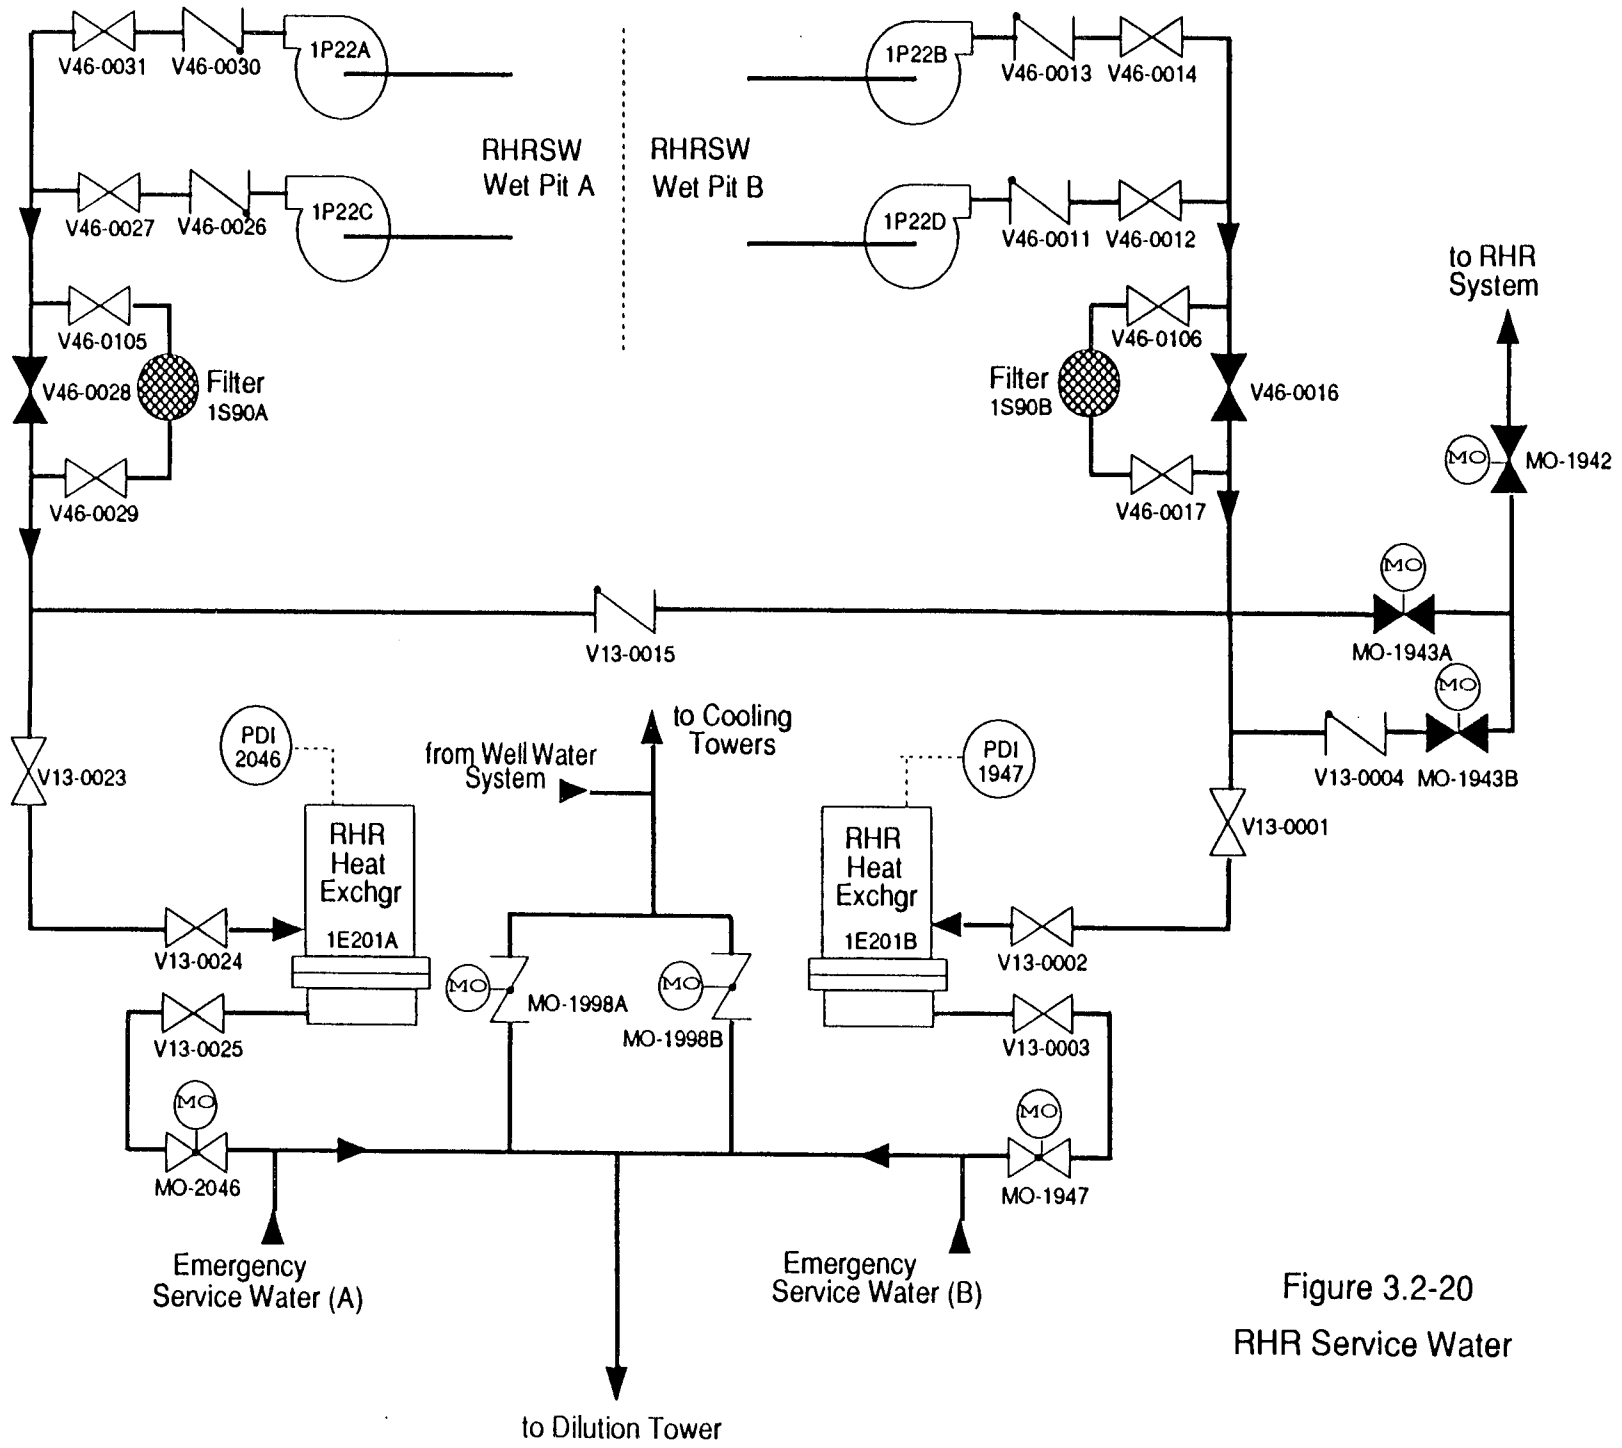 1P22A
V46-0031
V46-0030
1P22B
V46-0013
V46-0014
RHRSW
Wet Pit A
RHRSW
Wet Pit B
1P22C
V46-0027
V46-0026
1P22D
V46-0011
V46-0012
to RHR
System
V46-0105
V46-0028
Filter
1S90A
V46-0029
V46-0106
Filter
1S90B
V46-0016
V46-0017
MO
MO-1942
MO
MO-1943A
V13-0015
MO
V13-0004
MO-1943B
PDI
2046
V13-0023
from Well Water
System
to Cooling
Towers
PDI
1947
V13-0001
RHR
Heat
Exchgr
1E201A
RHR
Heat
Exchgr
1E201B
V13-0024
V13-0002
MO
MO-1998A
MO
MO-1998B
V13-0025
V13-0003
MO
MO-2046
MO
MO-1947
Emergency
Service Water (A)
Emergency
Service Water (B)
to Dilution Tower
Figure 3.2-20
RHR Service Water